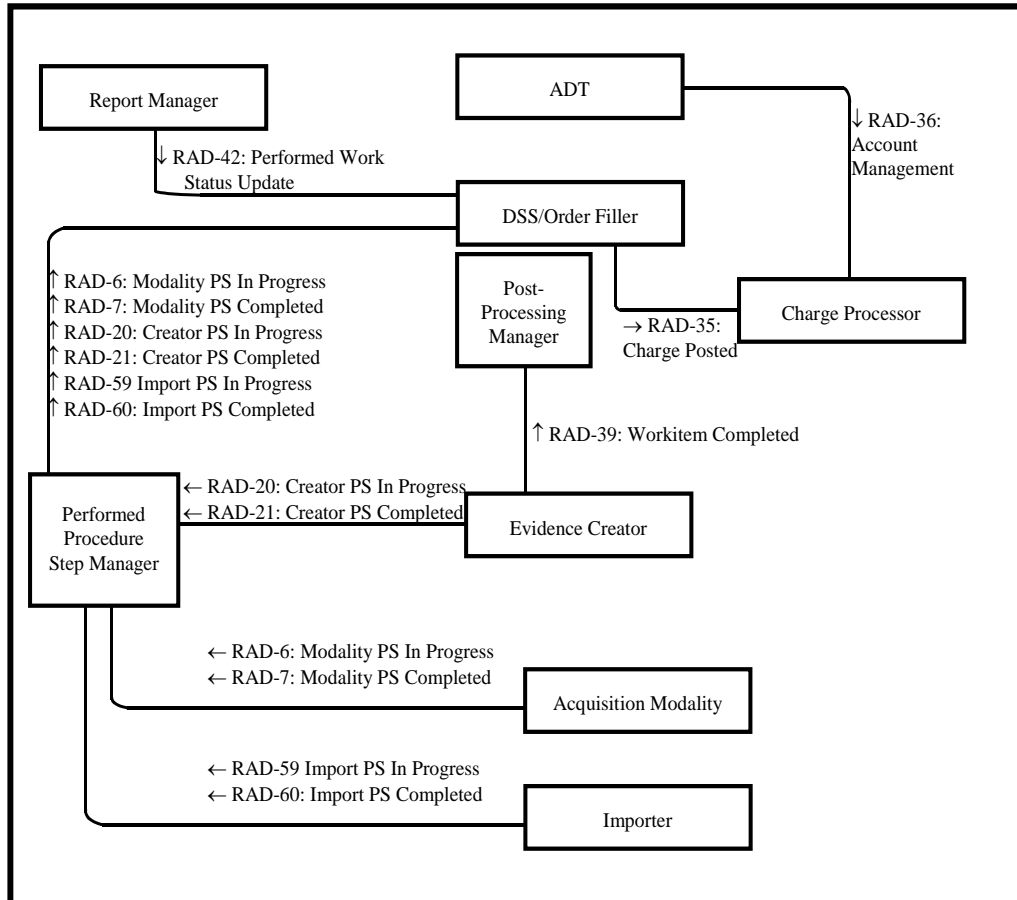 Report Manager
ADT
↓ RAD-36:
Account
Management
↓ RAD-42: Performed Work
Status Update
DSS/Order Filler
↑ RAD-6: Modality PS In Progress
↑ RAD-7: Modality PS Completed
↑ RAD-20: Creator PS In Progress
↑ RAD-21: Creator PS Completed
↑ RAD-59 Import PS In Progress
↑ RAD-60: Import PS Completed
Post-
Processing
Manager
→ RAD-35:
Charge Posted
Charge Processor
↑ RAD-39: Workitem Completed
← RAD-20: Creator PS In Progress
← RAD-21: Creator PS Completed
Performed
Procedure
Step Manager
Evidence Creator
← RAD-6: Modality PS In Progress
← RAD-7: Modality PS Completed
Acquisition Modality
← RAD-59 Import PS In Progress
← RAD-60: Import PS Completed
Importer